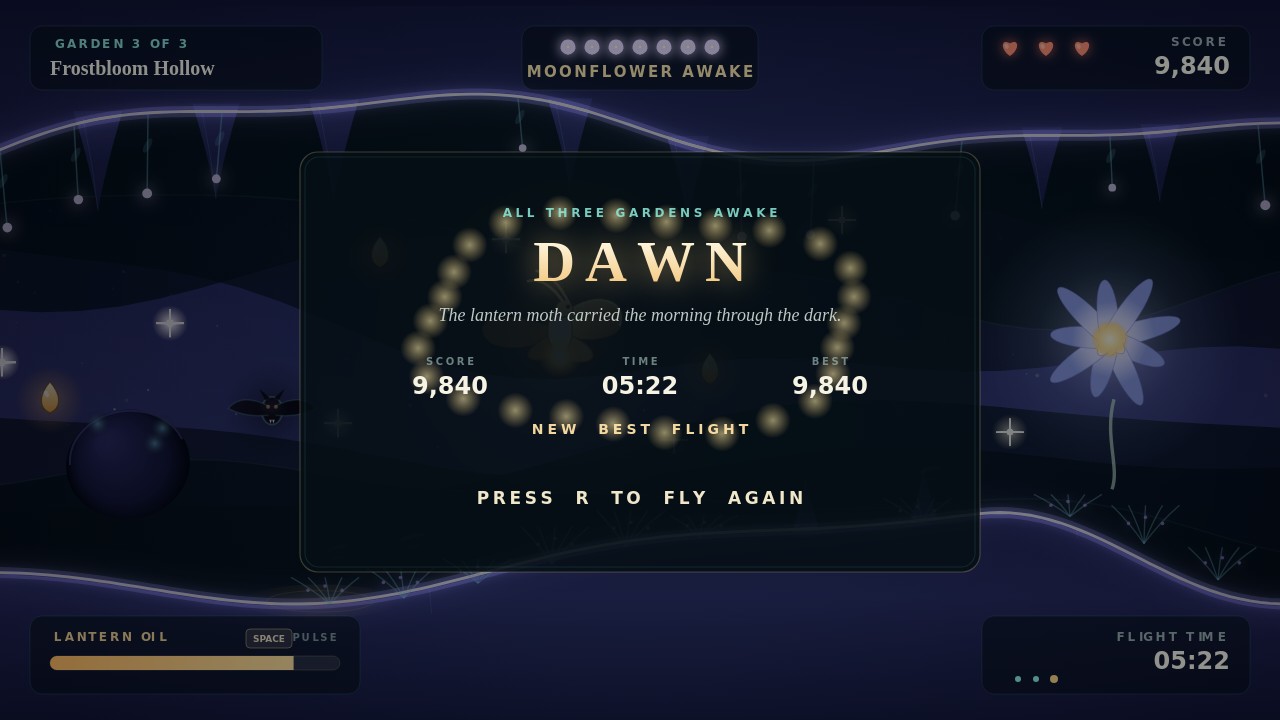 GARDEN 3 OF 3
Frostbloom Hollow
MOONFLOWER AWAKE
SCORE
9,840
ALL THREE GARDENS AWAKE
DAWN
The lantern moth carried the morning through the dark.
SCORE TIME BEST
9,840 05:22 9,840
NEW BEST FLIGHT
PRESS R TO FLY AGAIN
LANTERN OIL SPACE PULSE
FLIGHT TIME
05:22